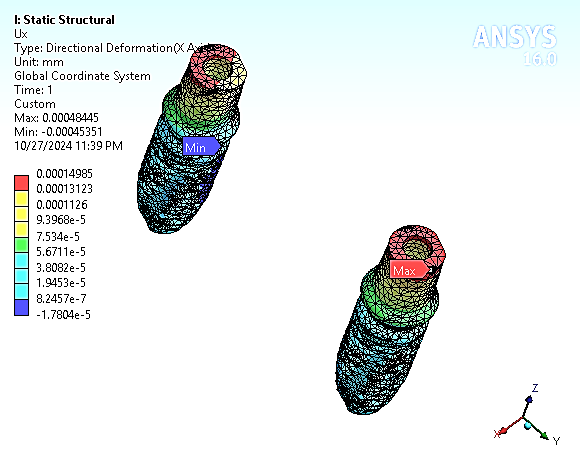 I: Static Structural
Ux
Type: Directional Deformation(X Axis)
Unit: mm
Global Coordinate System
Time: 1
Custom
Max: 0.00048445
Min: -0.00045351
10/27/2024 11:39 PM
ANSYS
16.0
0.00014985
0.00013123
0.0001126
9.3968e-5
7.534e-5
5.6711e-5
3.8082e-5
1.9453e-5
8.2457e-7
-1.7804e-5
Min
Max
Z
X
Y